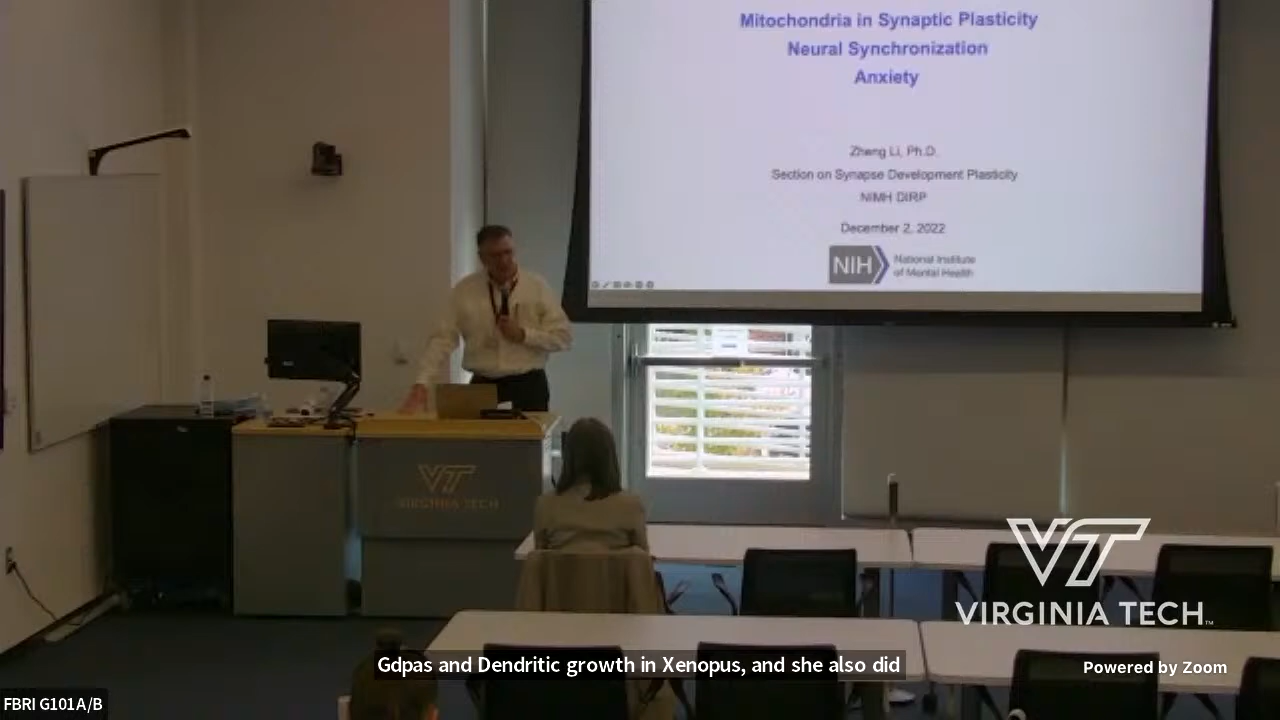 Mitochondria in Synaptic Plasticity
Neural Synchronization
Anxiety
Zheng Li, Ph.D.
Section on Synapse Development Plasticity
NIMH DIRP
December 2, 2022
NIH
National Institute
of Mental Health
VT
VIRGINIA TECH
VT
VIRGINIA TECH™
Gdpas and Dendritic growth in Xenopus, and she also did
Powered by Zoom
FBRI G101A/B